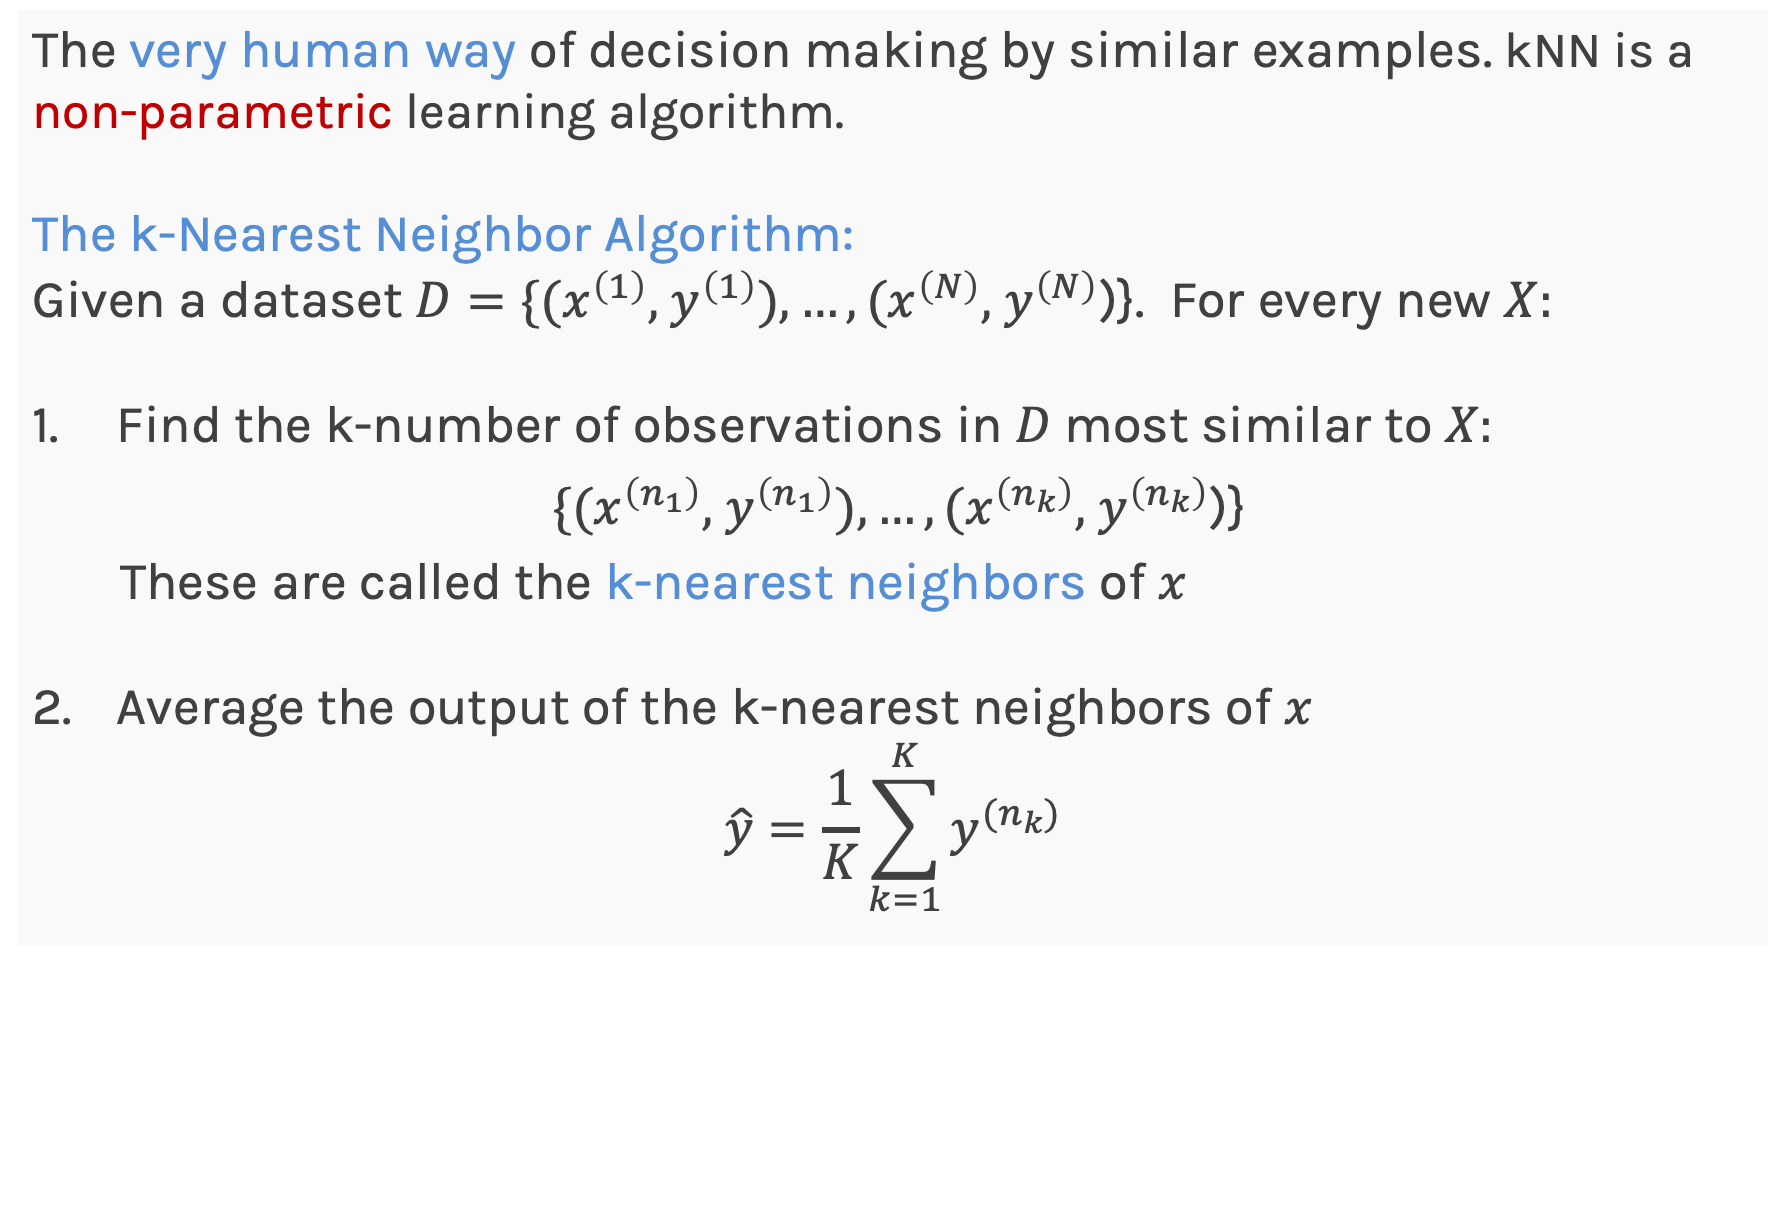 The very human way of decision making by similar examples. kNN is a
non-parametric learning algorithm.
The k-Nearest Neighbor Algorithm:
Given a dataset D = {(x^(1), y^(1)), …, (x^(N), y^(N))}. For every new X:
1. Find the k-number of observations in D most similar to X:
{(x^(n_1), y^(n_1)), …, (x^(n_k), y^(n_k))}
These are called the k-nearest neighbors of x
2. Average the output of the k-nearest neighbors of x
ŷ = 1/K ∑_{k=1}^{K} y^(n_k)